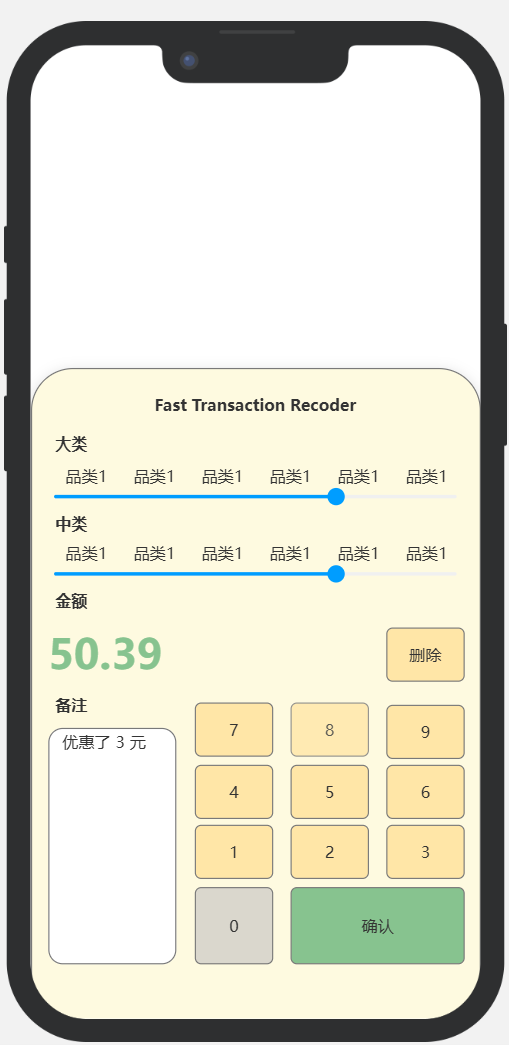 Fast Transaction Recoder
大类
品类1 品类1 品类1 品类1 品类1 品类1
中类
品类1 品类1 品类1 品类1 品类1 品类1
金额
50.39
删除
备注
优惠了 3 元
7 8 9
4 5 6
1 2 3
0 确认